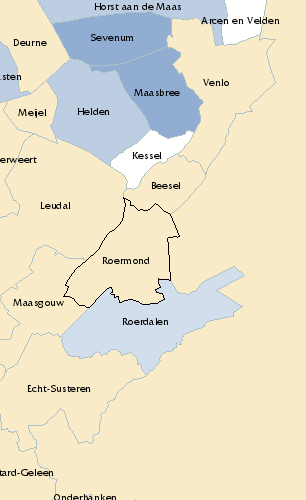 Horst aan de Maas
Arcen en Velden
Sevenum
Deurne
sten
Venlo
Maasbree
Meijel
Helden
Kessel
erweert
Beesel
Leudal
Roermond
Maasgouw
Roerdalen
Echt-Susteren
tard-Geleen
Onderbanken